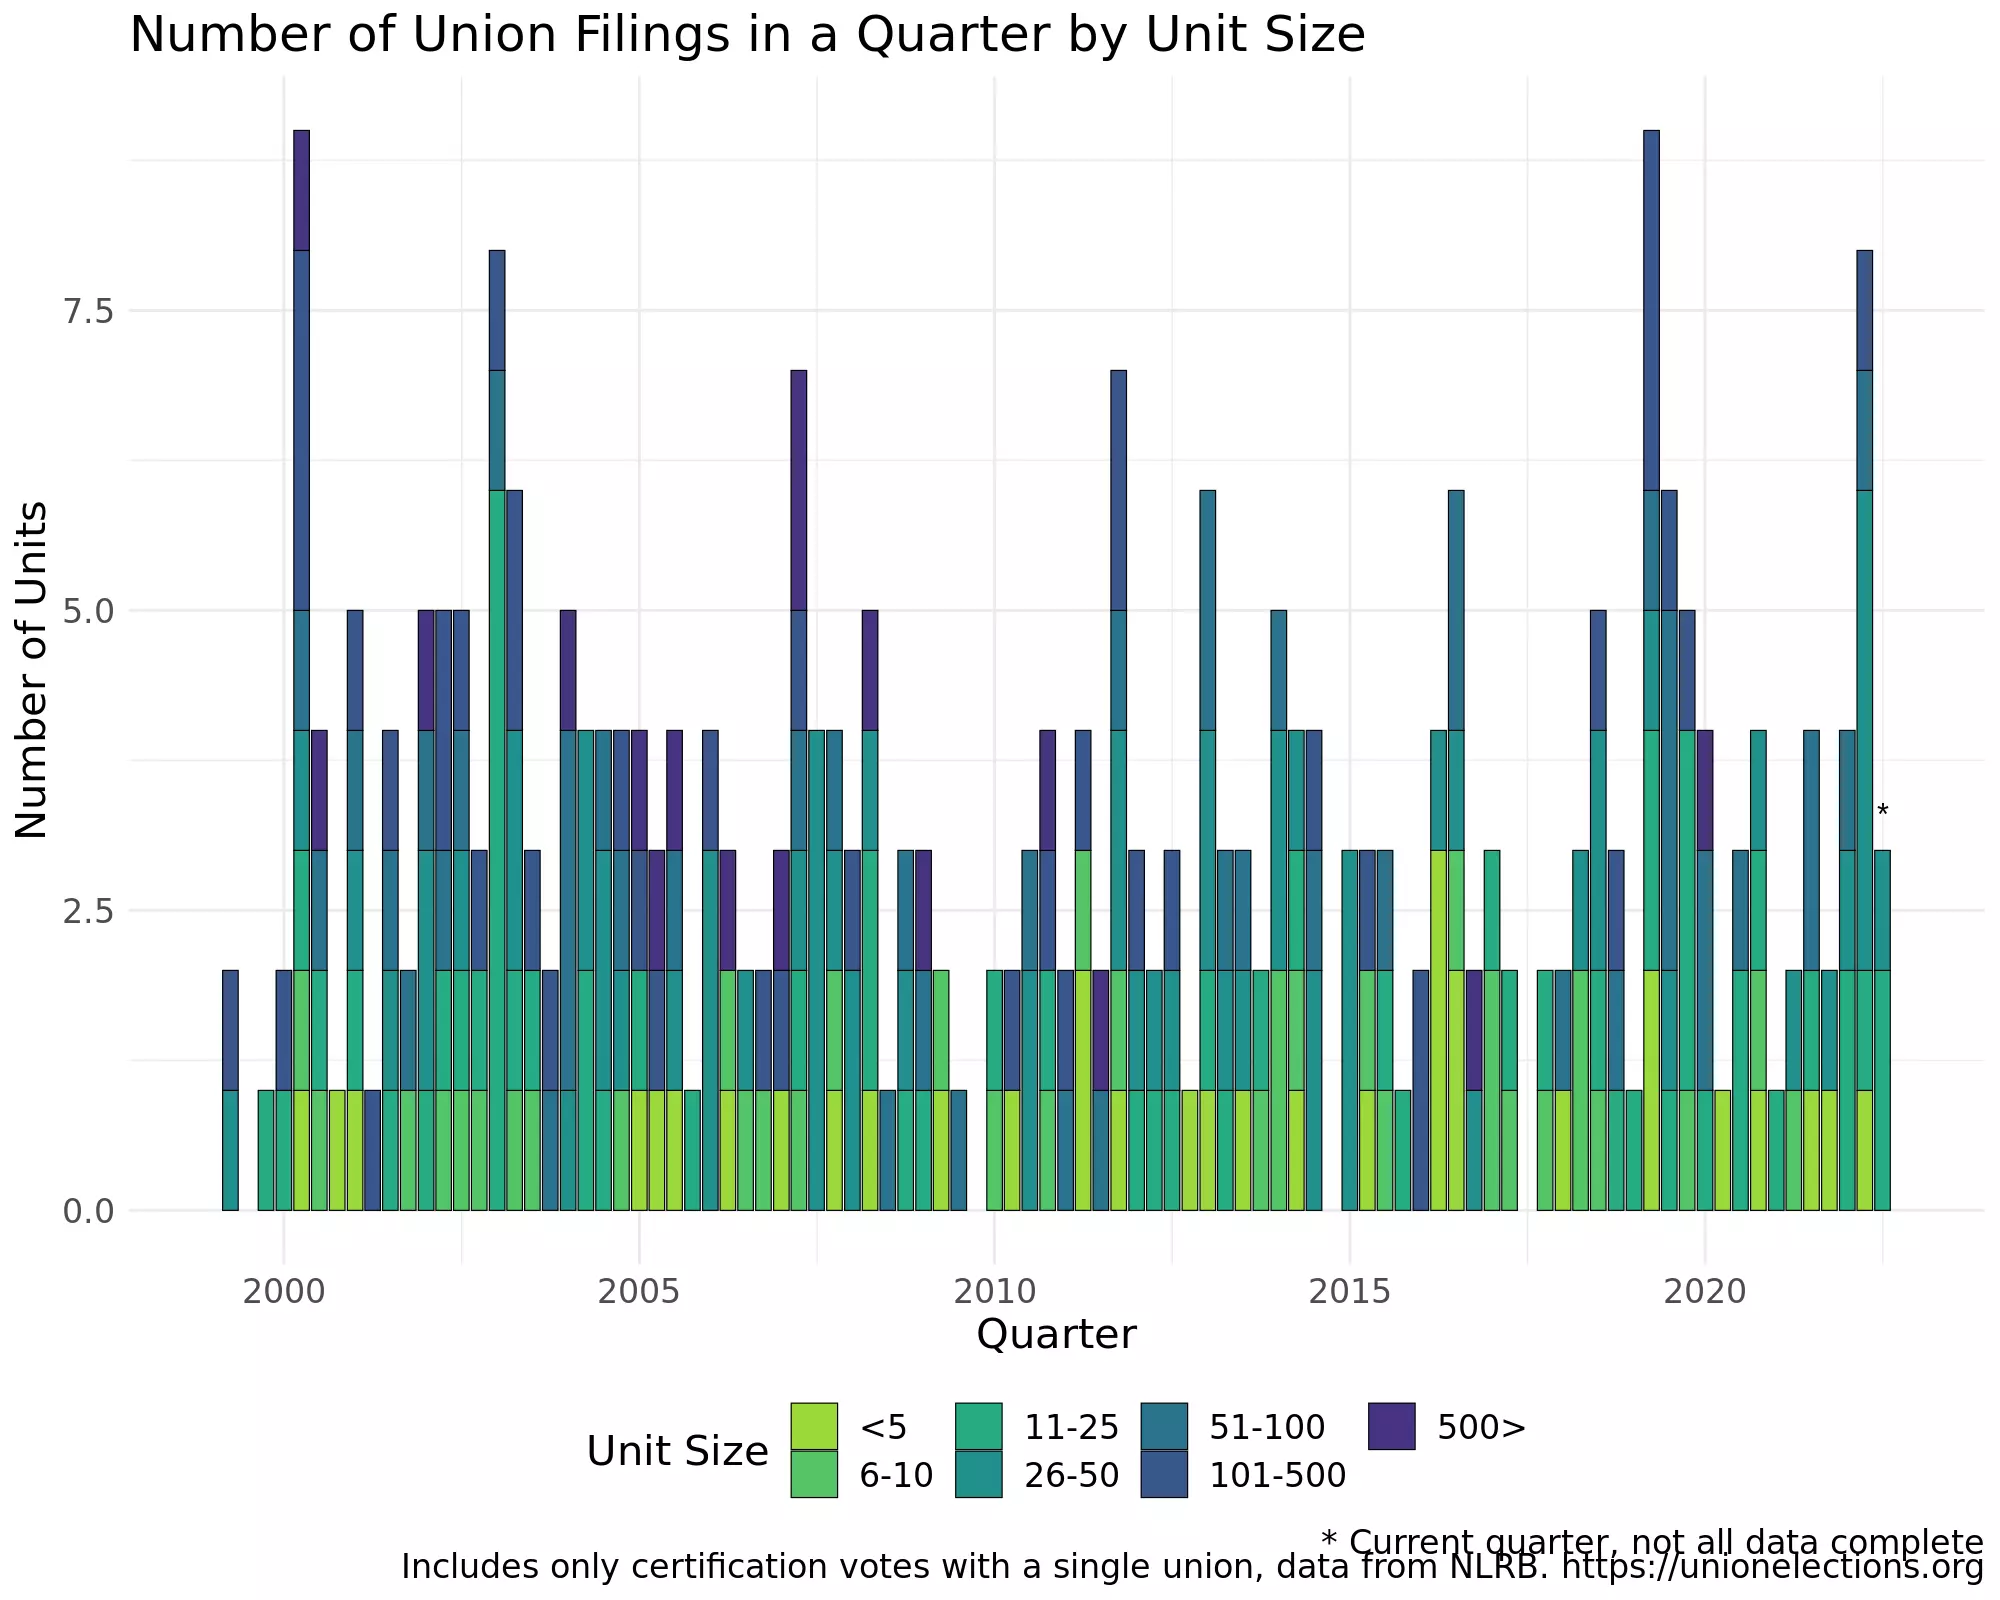 Number of Union Filings in a Quarter by Unit Size
Number of Units
7.5
5.0
2.5
0.0
*
2000 2005 2010 2015 2020
Quarter
Unit Size
<5 11-25 51-100 500>
6-10 26-50 101-500
* Current quarter, not all data complete
Includes only certification votes with a single union, data from NLRB. https://unionelections.org